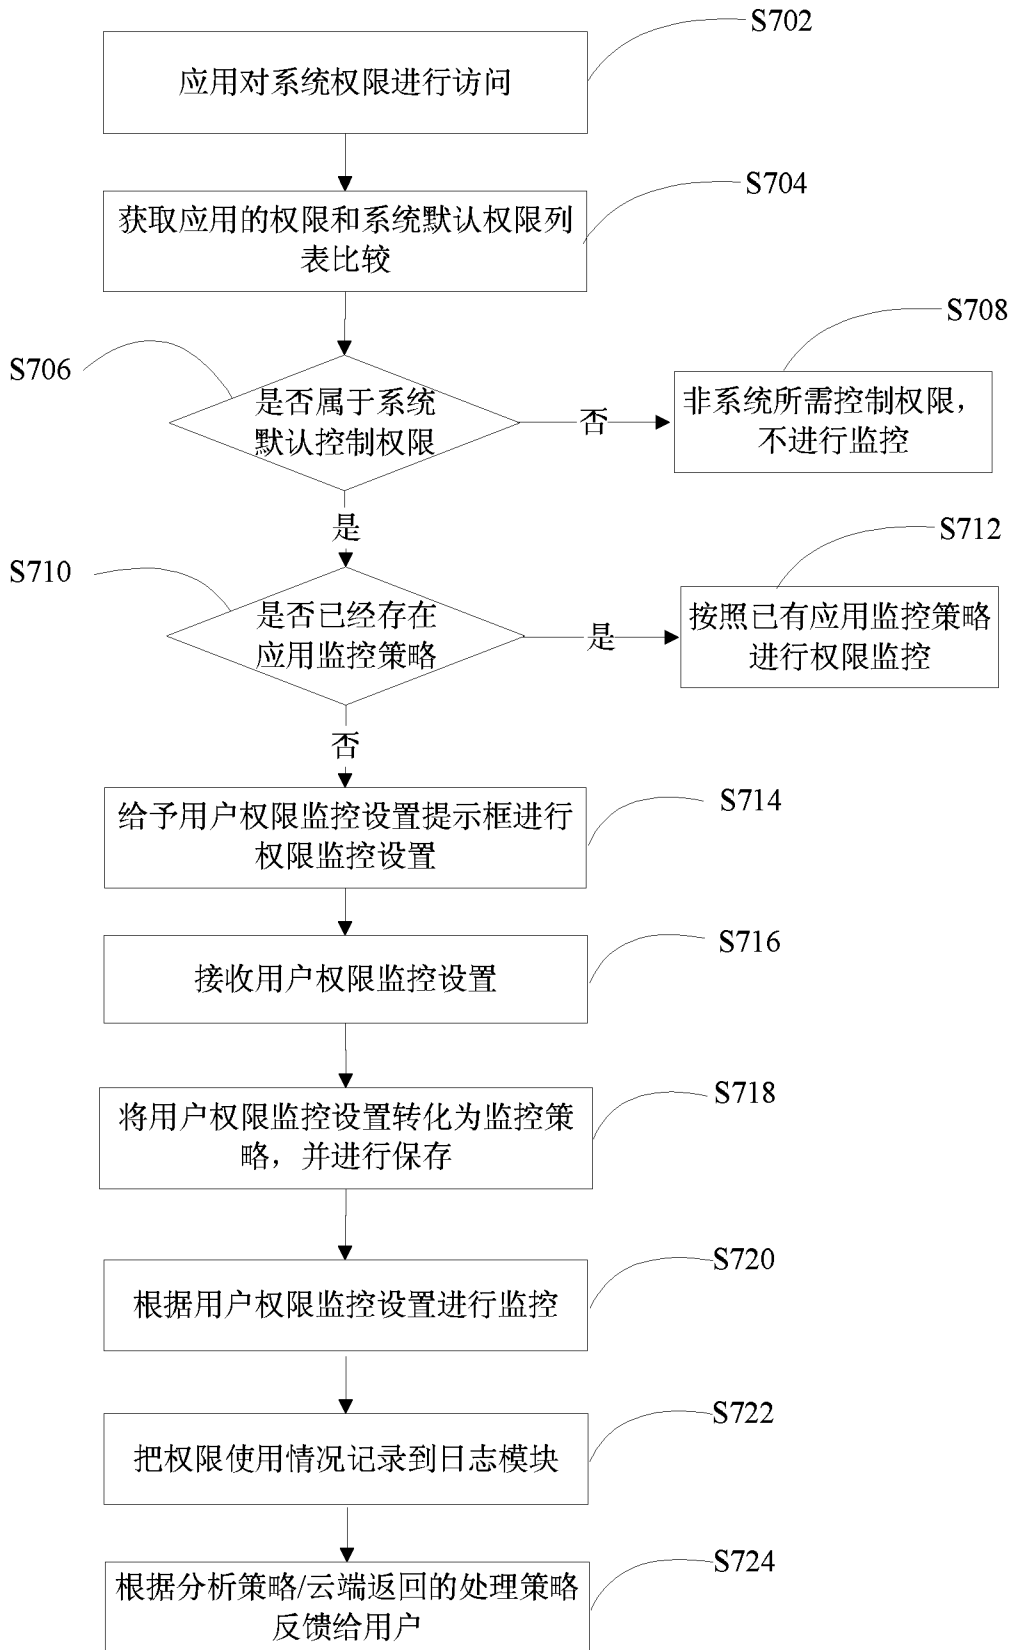 S702
应用对系统权限进行访问
S704
获取应用的权限和系统默认权限列
表比较
S706
是否属于系统
默认控制权限
否
S708
非系统所需控制权限，
不进行监控
是
S710
是否已经存在
应用监控策略
是
S712
按照已有应用监控策略
进行权限监控
否
S714
给予用户权限监控设置提示框进行
权限监控设置
S716
接收用户权限监控设置
S718
将用户权限监控设置转化为监控策
略，并进行保存
S720
根据用户权限监控设置进行监控
S722
把权限使用情况记录到日志模块
S724
根据分析策略/云端返回的处理策略
反馈给用户